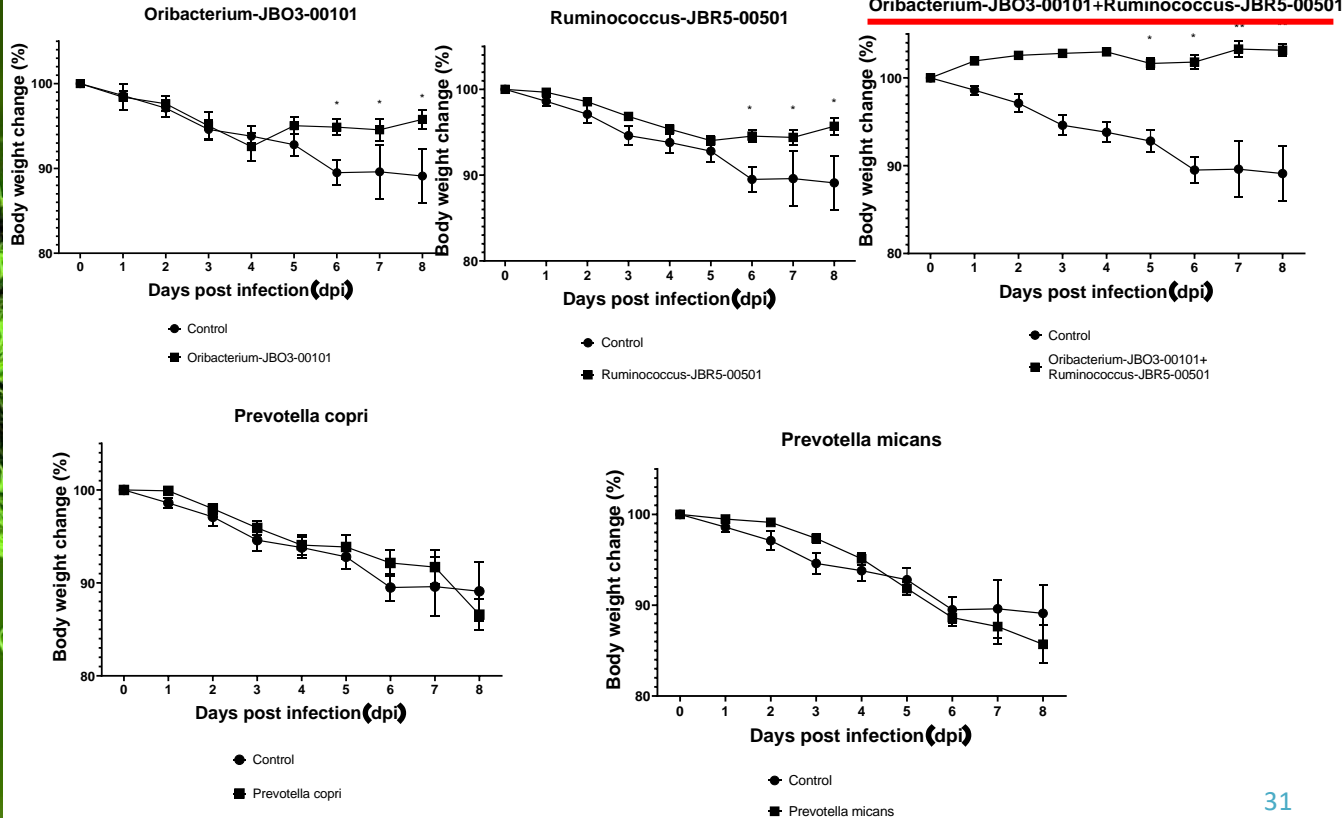 Oribacterium-JBO3-00101
Body weight change (%)
100
90
80
0 1 2 3 4 5 6 7 8
* * *
Days post infection(dpi)
Control
Oribacterium-JBO3-00101
Ruminococcus-JBR5-00501
Body weight change (%)
100
90
80
0 1 2 3 4 5 6 7 8
* * *
Days post infection(dpi)
Control
Ruminococcus-JBR5-00501
Oribacterium-JBO3-00101+Ruminococcus-JBR5-00501
Body weight change (%)
100
90
80
0 1 2 3 4 5 6 7 8
* * ** **
Days post infection(dpi)
Control
Oribacterium-JBO3-00101+
Ruminococcus-JBR5-00501
Prevotella copri
Body weight change (%)
100
90
80
0 1 2 3 4 5 6 7 8
Days post infection(dpi)
Control
Prevotella copri
Prevotella micans
Body weight change (%)
100
90
80
0 1 2 3 4 5 6 7 8
Days post infection(dpi)
Control
Prevotella micans
31